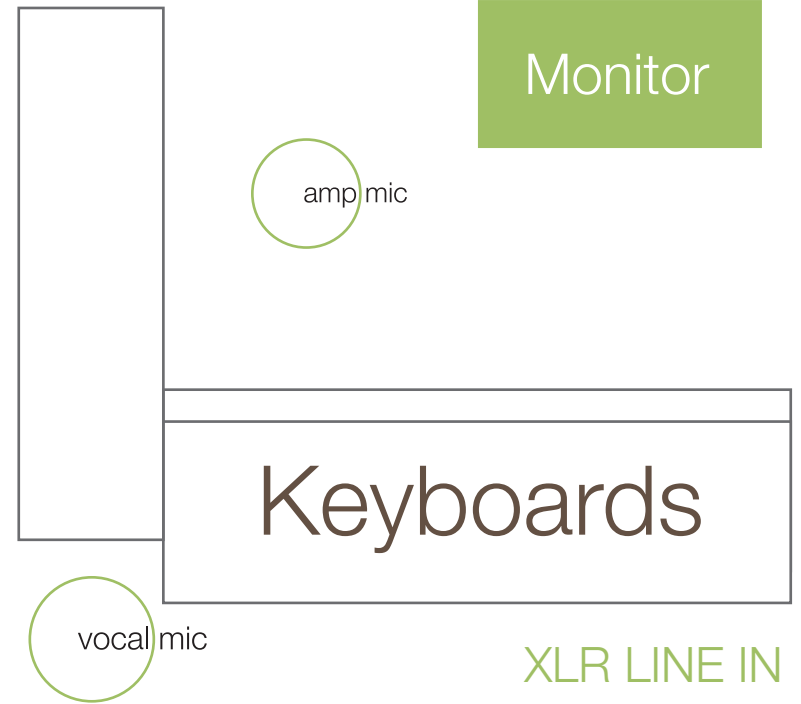 Monitor
amp mic
Keyboards
vocal mic
XLR LINE IN